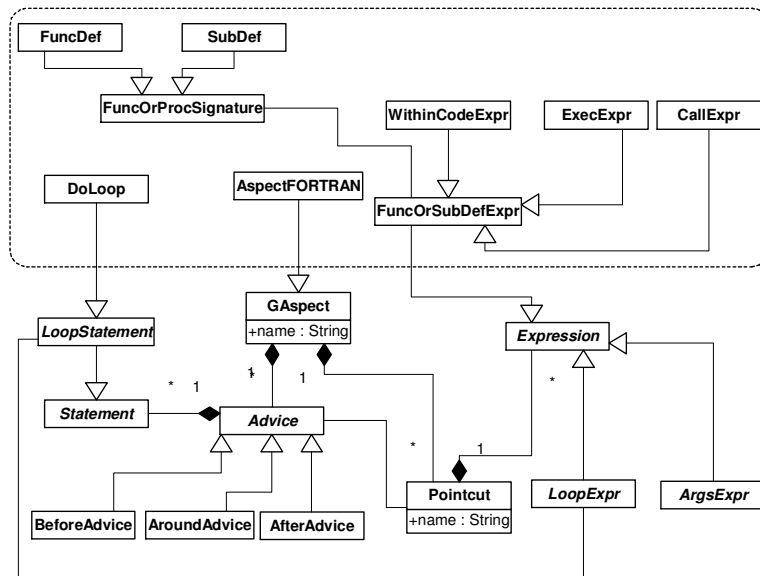 FuncDef
SubDef
FuncOrProcSignature
WithinCodeExpr
ExecExpr
CallExpr
DoLoop
AspectFORTRAN
FuncOrSubDefExpr
GAspect
+name : String
LoopStatement
Expression
1
*
1
*
1
*
Statement
Advice
*
1
Pointcut
+name : String
LoopExpr
ArgsExpr
BeforeAdvice
AroundAdvice
AfterAdvice